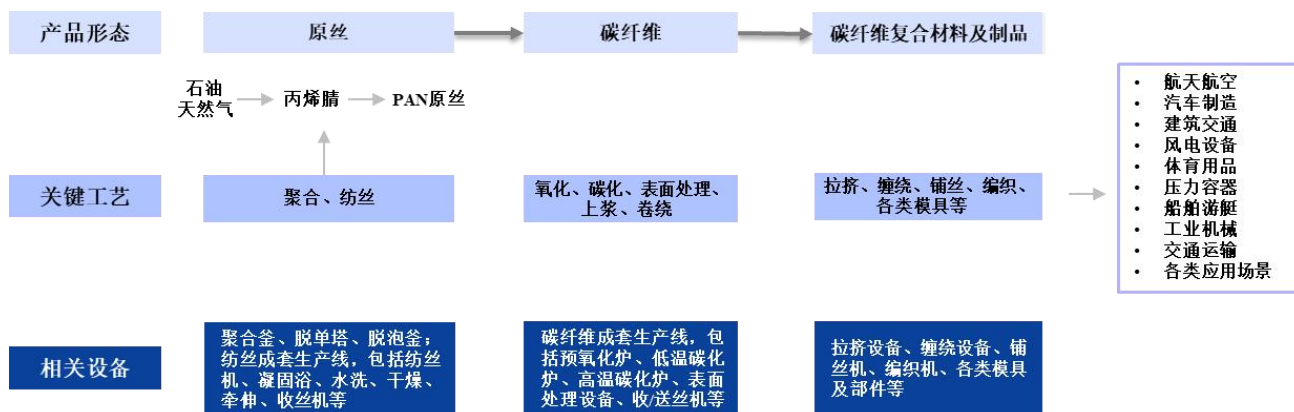 产品形态
原丝
碳纤维
碳纤维复合材料及制品
石油
天然气
丙烯腈
PAN原丝
关键工艺
聚合、纺丝
氧化、碳化、表面处理、
上浆、卷绕
拉挤、缠绕、铺丝、编织、
各类模具等
• 航天航空
• 汽车制造
• 建筑交通
• 风电设备
• 体育用品
• 压力容器
• 船舶游艇
• 工业机械
• 交通运输
• 各类应用场景
相关设备
聚合釜、脱单塔、脱泡釜；
纺丝成套生产线，包括纺丝
机、凝固浴、水洗、干燥、
牵伸、收丝机等
碳纤维成套生产线，包
括预氧化炉、低温碳化
炉、高温碳化炉、表面
处理设备、收/送丝机等
拉挤设备、缠绕设备、铺
丝机、编织机、各类模具
及部件等